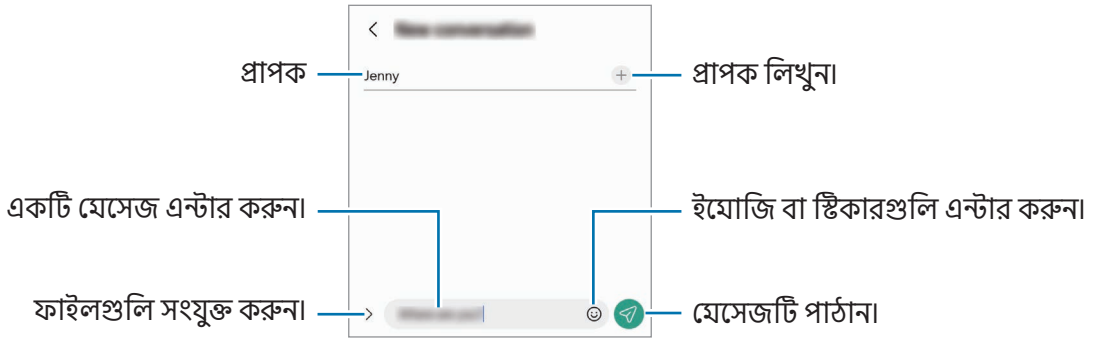 প্রাপক
Jenny
প্রাপক লিখুন।
একটি মেসেজ এন্টার করুন।
ইমোজি বা স্টিকারগুলি এন্টার করুন।
ফাইলগুলি সংযুক্ত করুন।
মেসেজটি পাঠান।